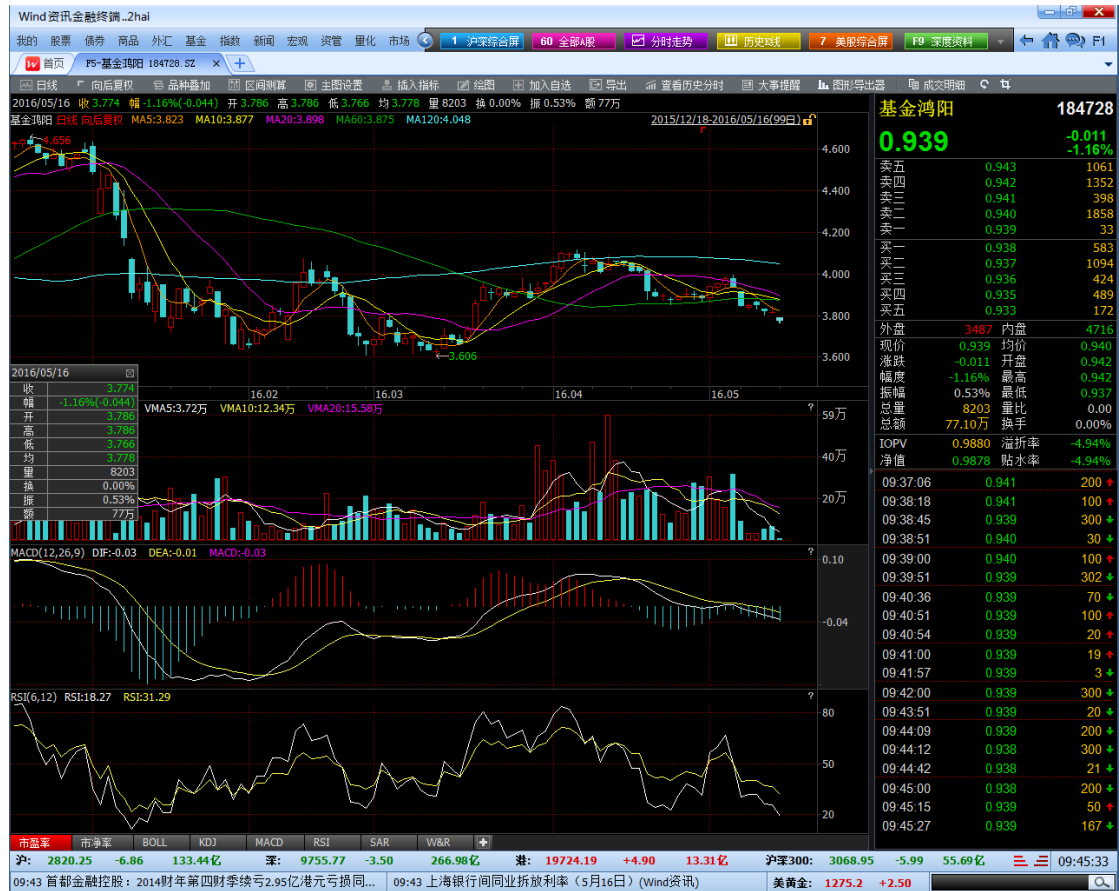 Wind资讯金融终端..2hai
我的 股票 债券 商品 外汇 基金 指数 新闻 宏观 资管 量化 市场 1 沪深综合屏 60 全部A股 分时走势 历史K线 7 美股综合屏 F9 深度资料 F1
首页 F5-基金鸿阳 184728.SZ × +
日线 向后复权 品种叠加 区间测算 主图设置 插入指标 绘图 加入自选 导出 查看历史分时 大事提醒 图形导出器 成交明细
2016/05/16 收 3.774 幅 -1.16%(-0.044) 开 3.786 高 3.786 低 3.766 均 3.778 量 8203 换 0.00% 振 0.53% 额 77万
基金鸿阳 日线 向后复权 MA5:3.823 MA10:3.877 MA20:3.898 MA60:3.875 MA120:4.048 2015/12/18-2016/05/16(99日)
4.656
4.600
4.400
4.200
4.000
3.800
3.606
3.600
16.02 16.03 16.04 16.05
2016/05/16
收 3.774
幅 -1.16%(-0.044)
开 3.786
高 3.786
低 3.766
均 3.778
量 8203
换 0.00%
振 0.53%
额 77万
VMA5:3.72万 VMA10:12.34万 VMA20:15.58万 ?
59万
40万
20万
MACD(12,26,9) DIF:-0.03 DEA:-0.01 MACD:-0.03 ?
0.10
-0.04
RSI(6,12) RSI:18.27 RSI:31.29 ?
80
50
20
市盈率 市净率 BOLL KDJ MACD RSI SAR W&R +
基金鸿阳 184728
0.939 -0.011
-1.16%
卖五 0.943 1061
卖四 0.942 1352
卖三 0.941 398
卖二 0.940 1858
卖一 0.939 33
买一 0.938 583
买二 0.937 1094
买三 0.936 424
买四 0.935 489
买五 0.933 172
外盘 3487 内盘 4716
现价 0.939 均价 0.940
涨跌 -0.011 开盘 0.942
幅度 -1.16% 最高 0.942
振幅 0.53% 最低 0.937
总量 8203 量比 0.00
总额 77.10万 换手 0.00%
IOPV 0.9880 溢折率 -4.94%
净值 0.9878 贴水率 -4.94%
09:37:06 0.941 200
09:38:18 0.941 100
09:38:45 0.939 300
09:38:51 0.940 30
09:39:00 0.940 100
09:39:51 0.939 302
09:40:36 0.939 70
09:40:51 0.939 100
09:40:54 0.939 20
09:41:00 0.939 19
09:41:57 0.939 3
09:42:00 0.939 300
09:43:51 0.939 20
09:44:09 0.939 200
09:44:12 0.938 300
09:44:42 0.938 21
09:45:00 0.938 200
09:45:15 0.939 50
09:45:27 0.939 167
沪: 2820.25 -6.86 133.44亿 深: 9755.77 -3.50 266.98亿 港: 19724.19 +4.90 13.31亿 沪深300: 3068.95 -5.99 55.69亿 09:45:33
09:43 首都金融控股：2014财年第四财季续亏2.95亿港元亏损同... 09:43 上海银行间同业拆放利率（5月16日）(Wind资讯) 美黄金: 1275.2 +2.50